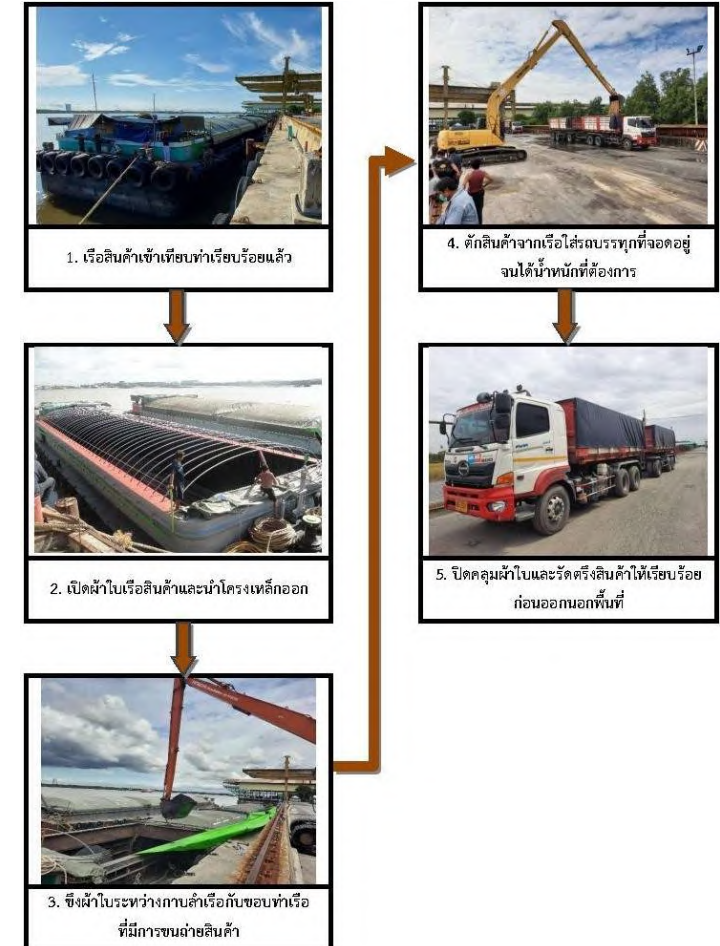 1. เรือสินค้าเข้าเทียบท่าเรียบร้อยแล้ว
2. เปิดผ้าใบเรือสินค้าและนำโครงเหล็กออก
3. ขึงผ้าใบระหว่างกาบลำเรือกับขอบท่าเรือ
ที่มีการขนถ่ายสินค้า
4. ตักสินค้าจากเรือใส่รถบรรทุกที่จอดอยู่
จนได้น้ำหนักที่ต้องการ
5. ปิดคลุมผ้าใบและรัดตรึงสินค้าให้เรียบร้อย
ก่อนออกนอกพื้นที่